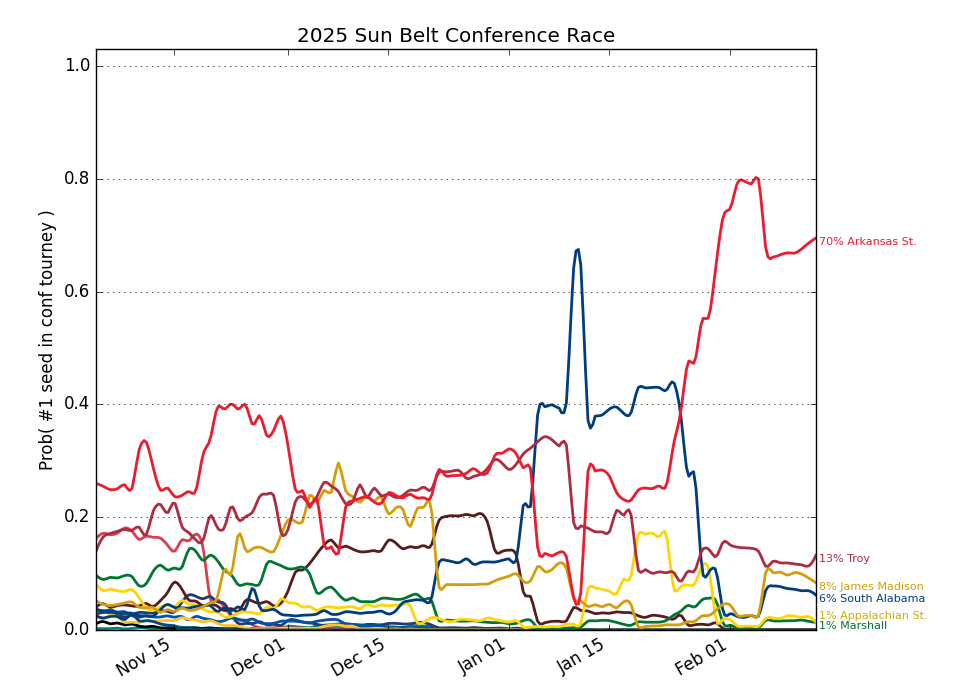 2025 Sun Belt Conference Race
Prob( #1 seed in conf tourney )
1.0
0.8
0.6
0.4
0.2
0.0
70% Arkansas St.
13% Troy
8% James Madison
6% South Alabama
1% Appalachian St.
1% Marshall
Nov 15
Dec 01
Dec 15
Jan 01
Jan 15
Feb 01